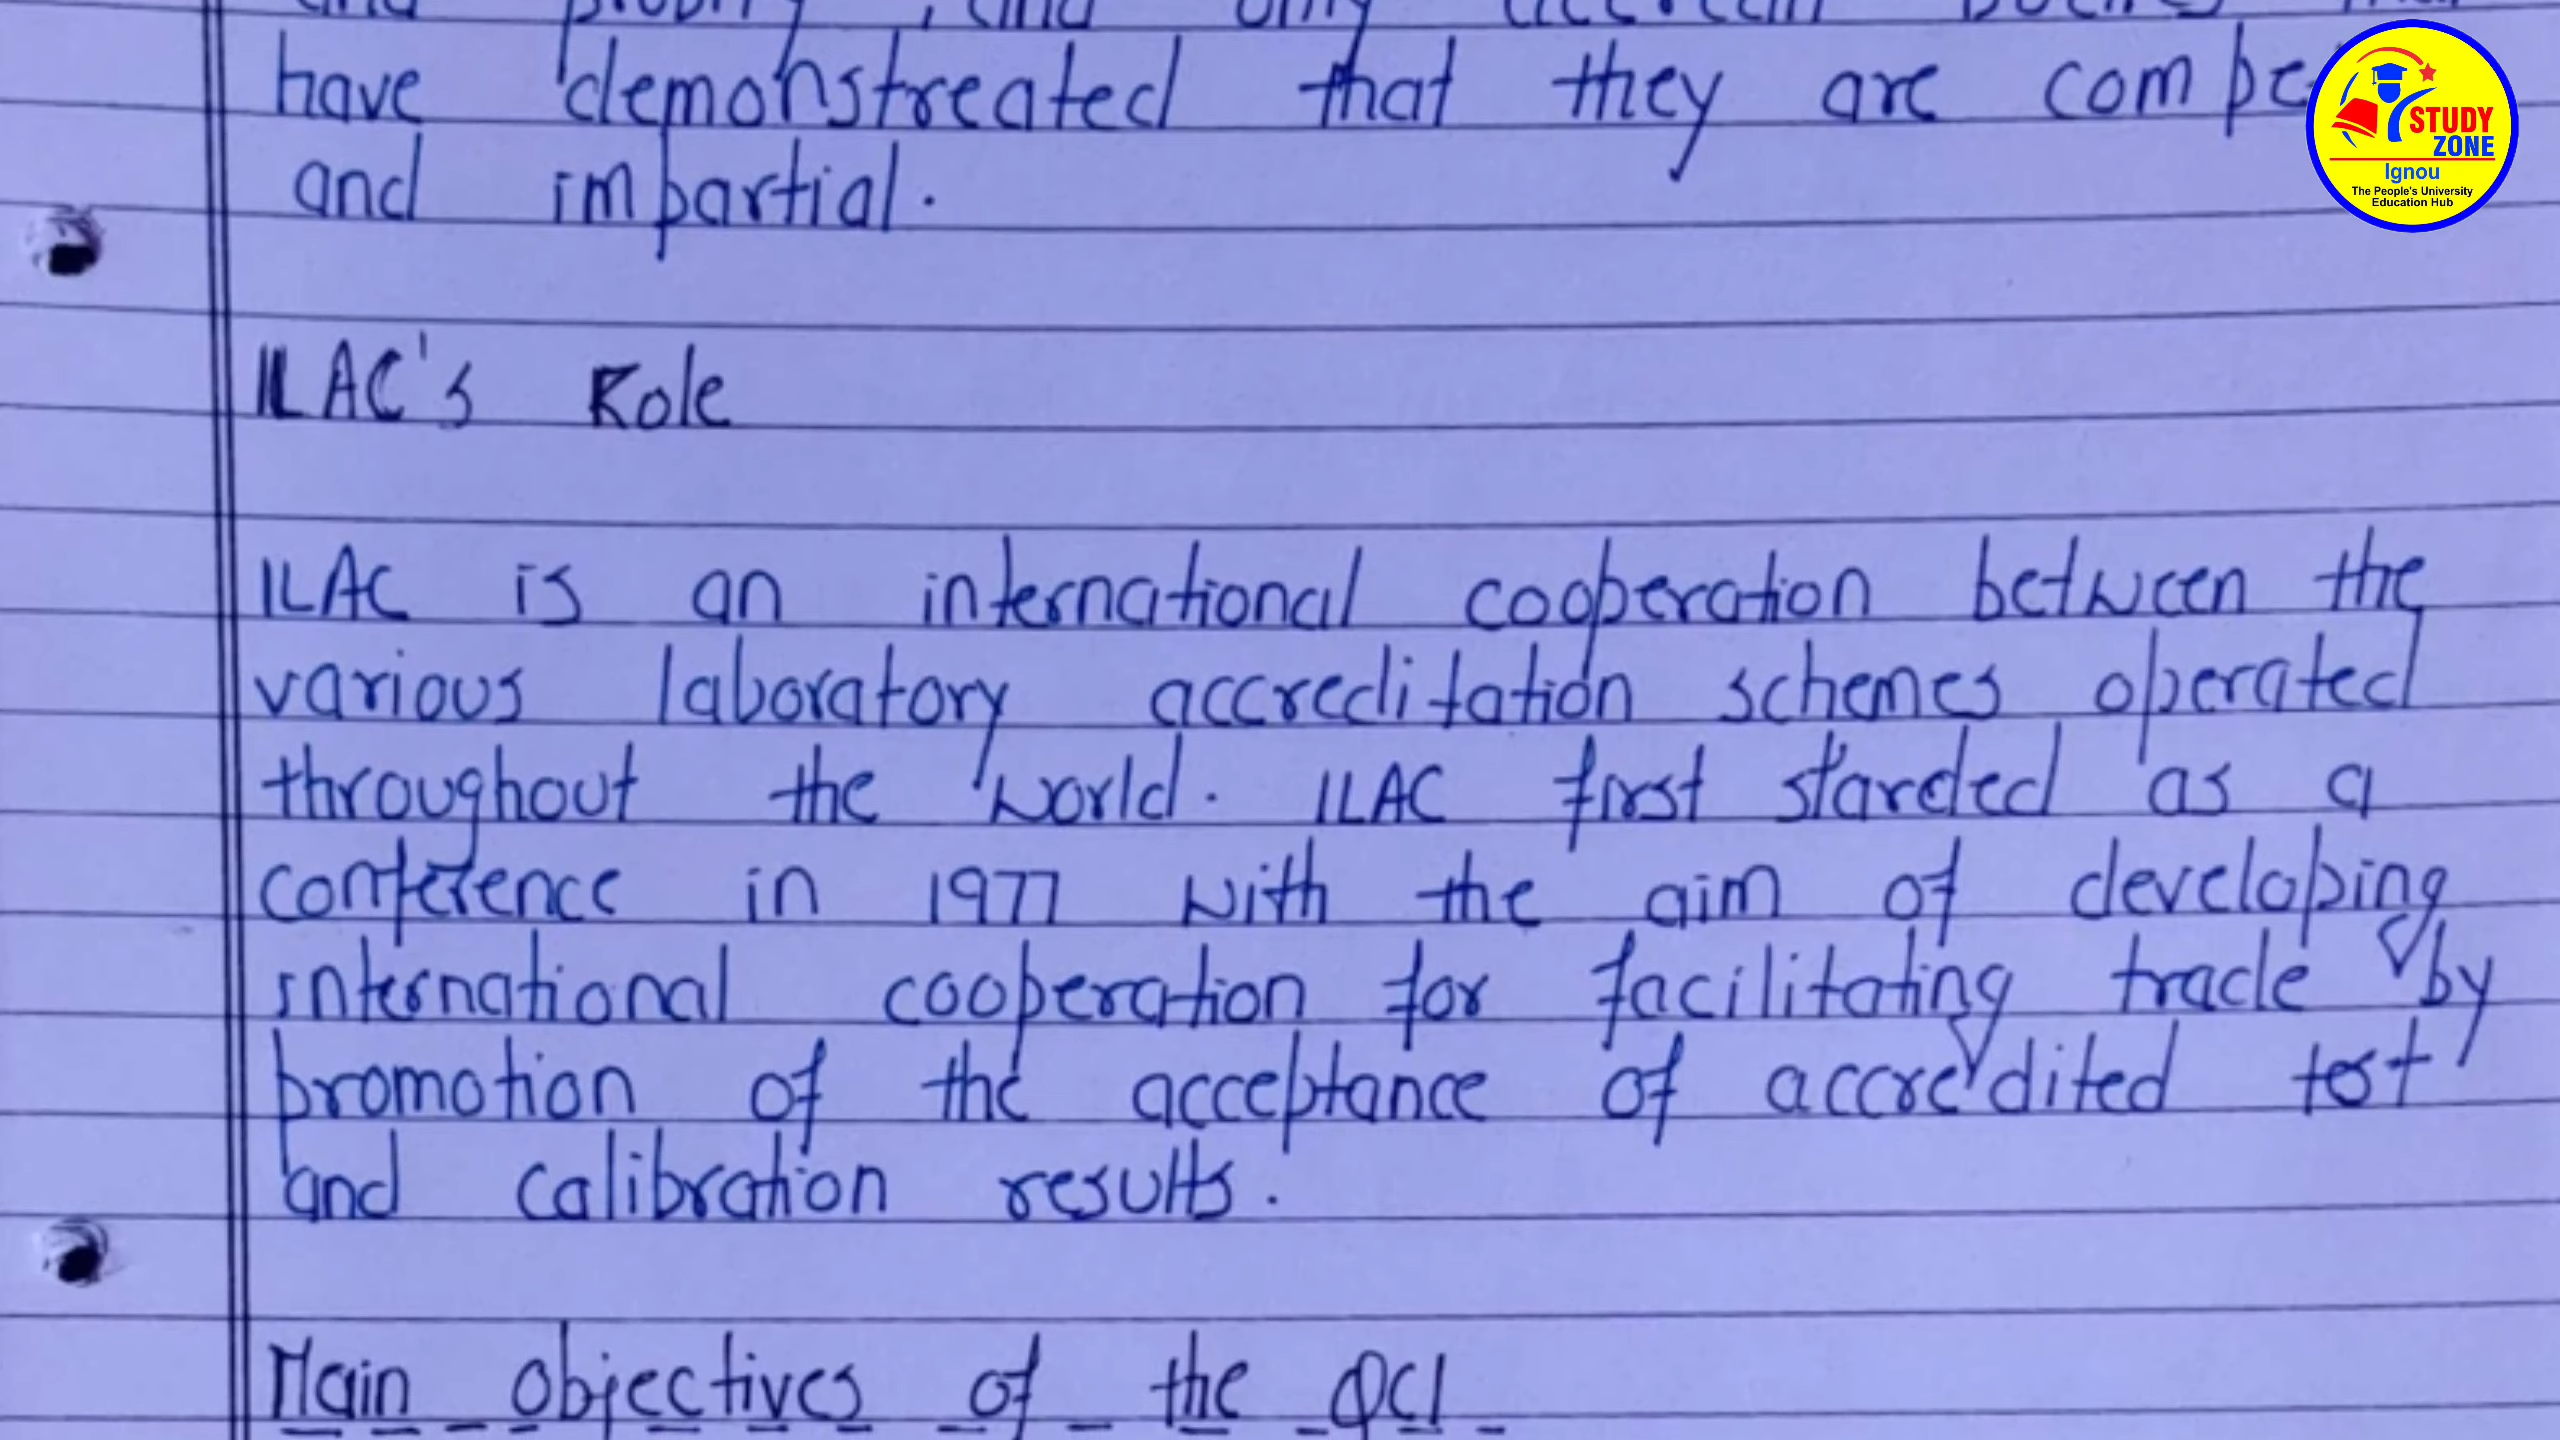 have demonstreated that they are compe
and impartial.
STUDY
ZONE
Ignou
The People's University
Education Hub
ILAC's Role
ILAC is an international cooperation between the
various laboratory accreditation schemes operated
throughout the world. ILAC first starded as a
conference in 1977 with the aim of developing
international cooperation for facilitating trade by
promotion of the acceptance of accredited test
and calibration results.
Main objectives of the QCI